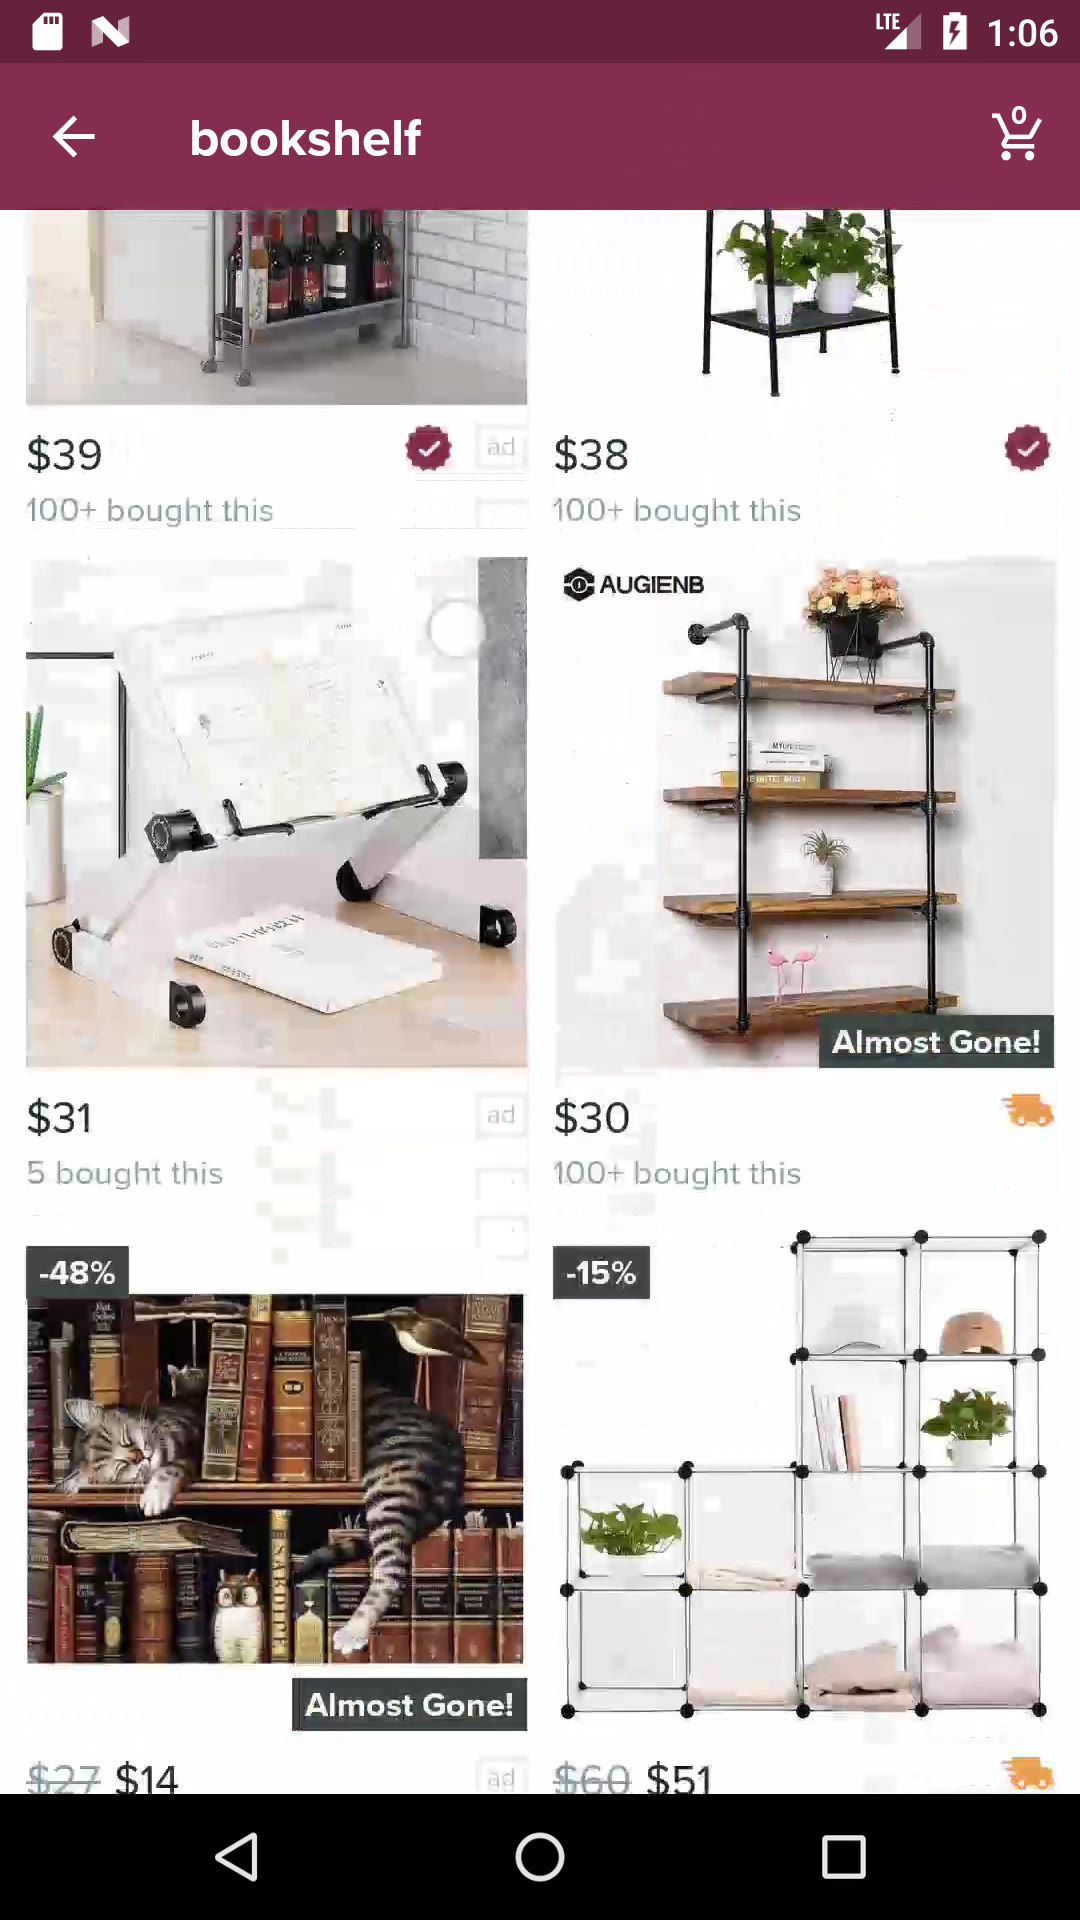 LTE 1:06
bookshelf
0
$39 ad
100+ bought this
$38
100+ bought this
AUGIENB
Almost Gone!
$31 ad
5 bought this
$30
100+ bought this
-48%
-15%
Almost Gone!
$27 $14 ad
$60 $51